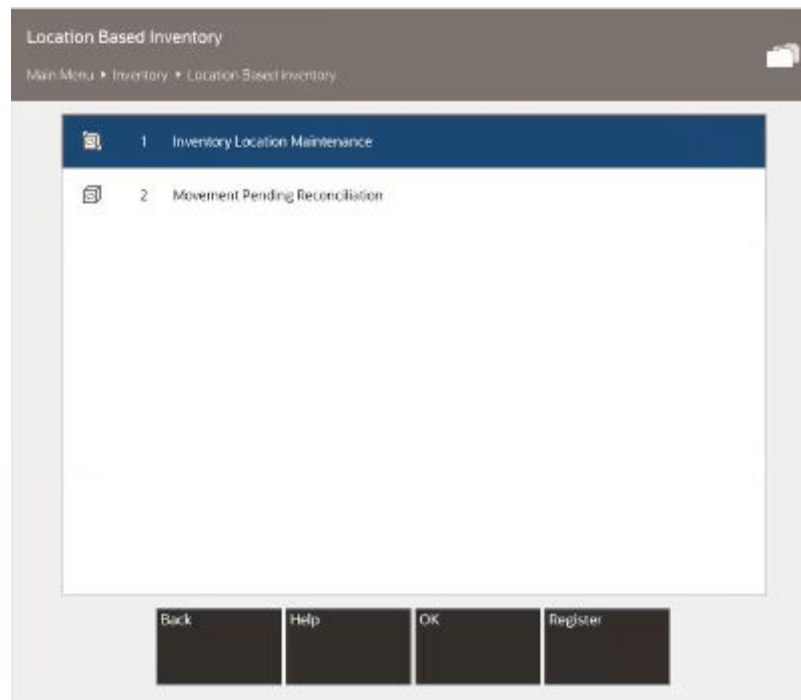 Location Based Inventory
Main Menu ▸ Inventory ▸ Location Based Inventory
1 Inventory Location Maintenance
2 Movement Pending Reconciliation
Back Help OK Register